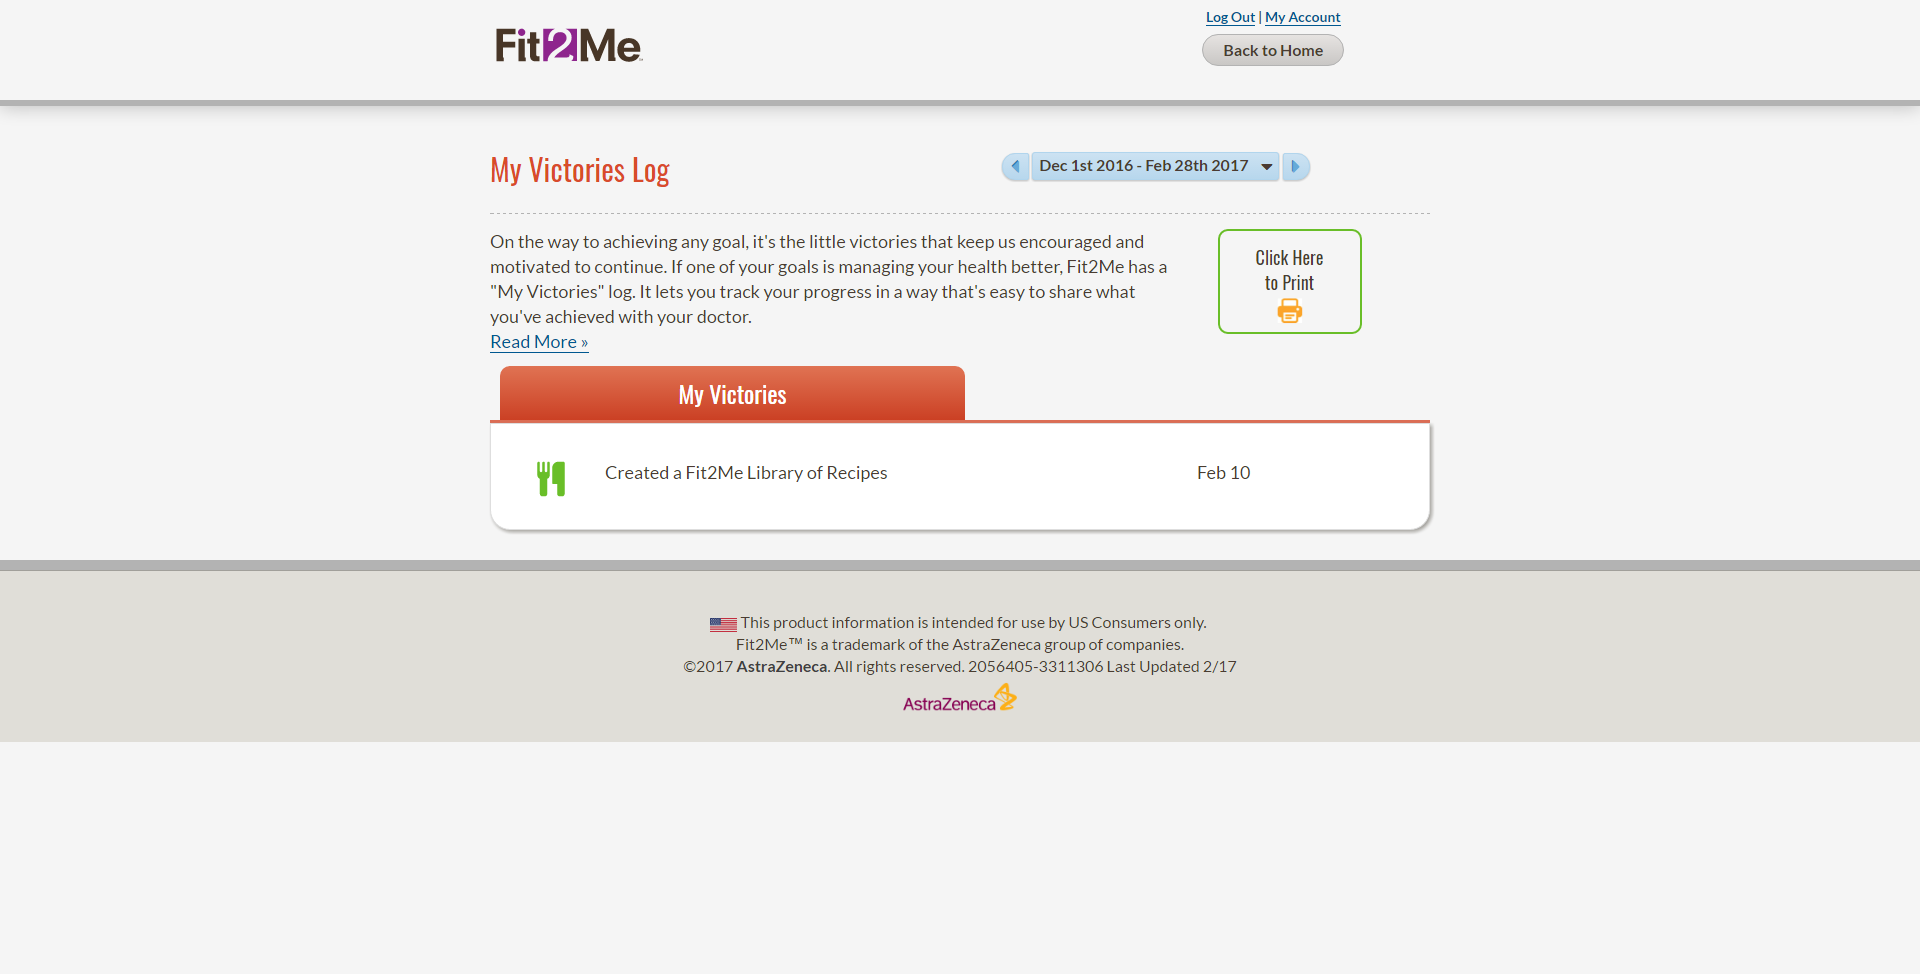 Fit2Me™
Log Out | My Account
Back to Home
My Victories Log
Dec 1st 2016 - Feb 28th 2017
On the way to achieving any goal, it's the little victories that keep us encouraged and
motivated to continue. If one of your goals is managing your health better, Fit2Me has a
"My Victories" log. It lets you track your progress in a way that's easy to share what
you've achieved with your doctor.
Read More »
Click Here
to Print
My Victories
Created a Fit2Me Library of Recipes Feb 10
This product information is intended for use by US Consumers only.
Fit2Me™ is a trademark of the AstraZeneca group of companies.
©2017 AstraZeneca. All rights reserved. 2056405-3311306 Last Updated 2/17
AstraZeneca